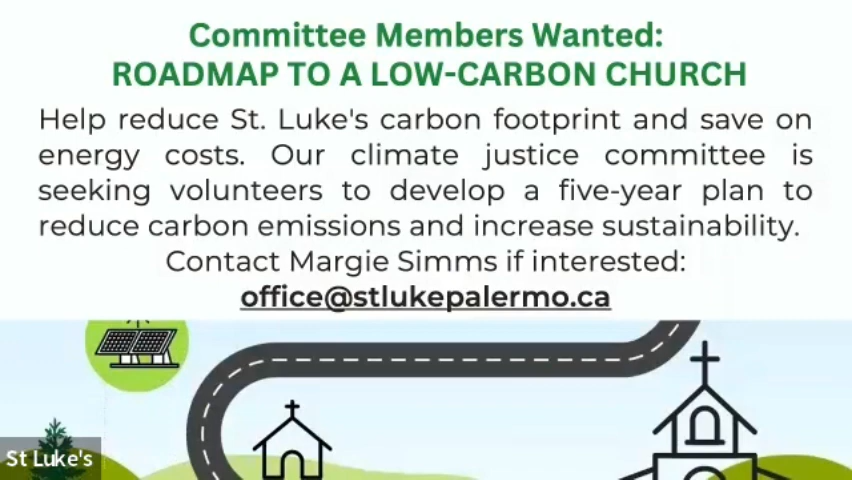 Committee Members Wanted:
ROADMAP TO A LOW-CARBON CHURCH
Help reduce St. Luke's carbon footprint and save on
energy costs. Our climate justice committee is
seeking volunteers to develop a five-year plan to
reduce carbon emissions and increase sustainability.
Contact Margie Simms if interested:
office@stlukepalermo.ca
St Luke's